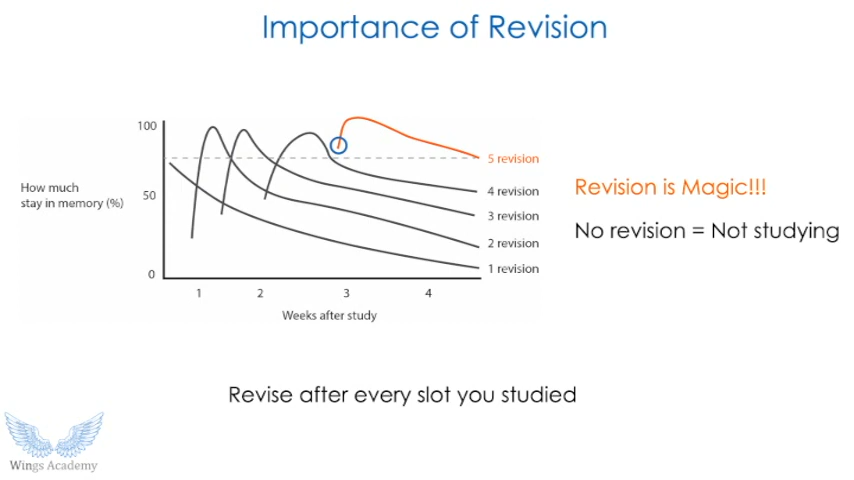 Importance of Revision
100
How much
stay in memory (%)
50
0
5 revision
4 revision
3 revision
2 revision
1 revision
1 2 3 4
Weeks after study
Revision is Magic!!!
No revision = Not studying
Revise after every slot you studied
Wings Academy